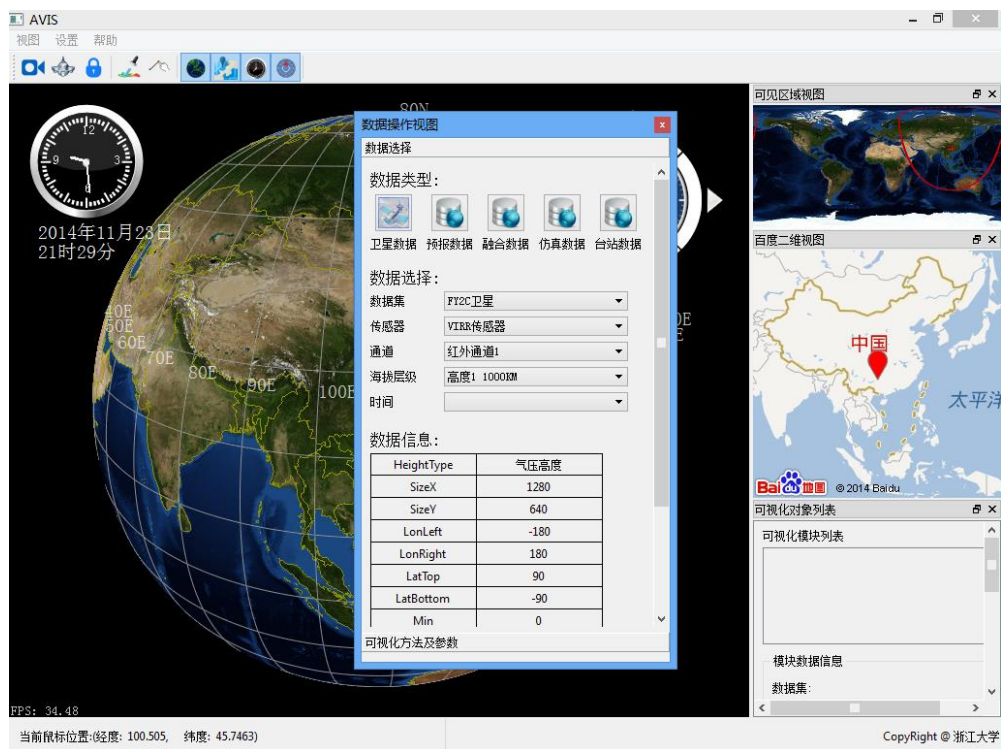 AVIS
视图 设置 帮助
80N
12
3
9
2014年11月23日
21时29分
40E
50E
60E
70E
80E
90E
100E
数据操作视图
数据选择
数据类型:
卫星数据 预报数据 融合数据 仿真数据 台站数据
数据选择:
数据集 FY2C卫星
传感器 VIRR传感器
通道 红外通道1
海拔层级 高度1 1000KM
时间
数据信息:
HeightType 气压高度
SizeX 1280
SizeY 640
LonLeft -180
LonRight 180
LatTop 90
LatBottom -90
Min 0
可视化方法及参数
可见区域视图
百度二维视图
中国
太平洋
Bai du 地图 © 2014 Baidu
可视化对象列表
可视化模块列表
模块数据信息
数据集:
FPS: 34.48
当前鼠标位置:(经度: 100.505, 纬度: 45.7463)
CopyRight @ 浙江大学